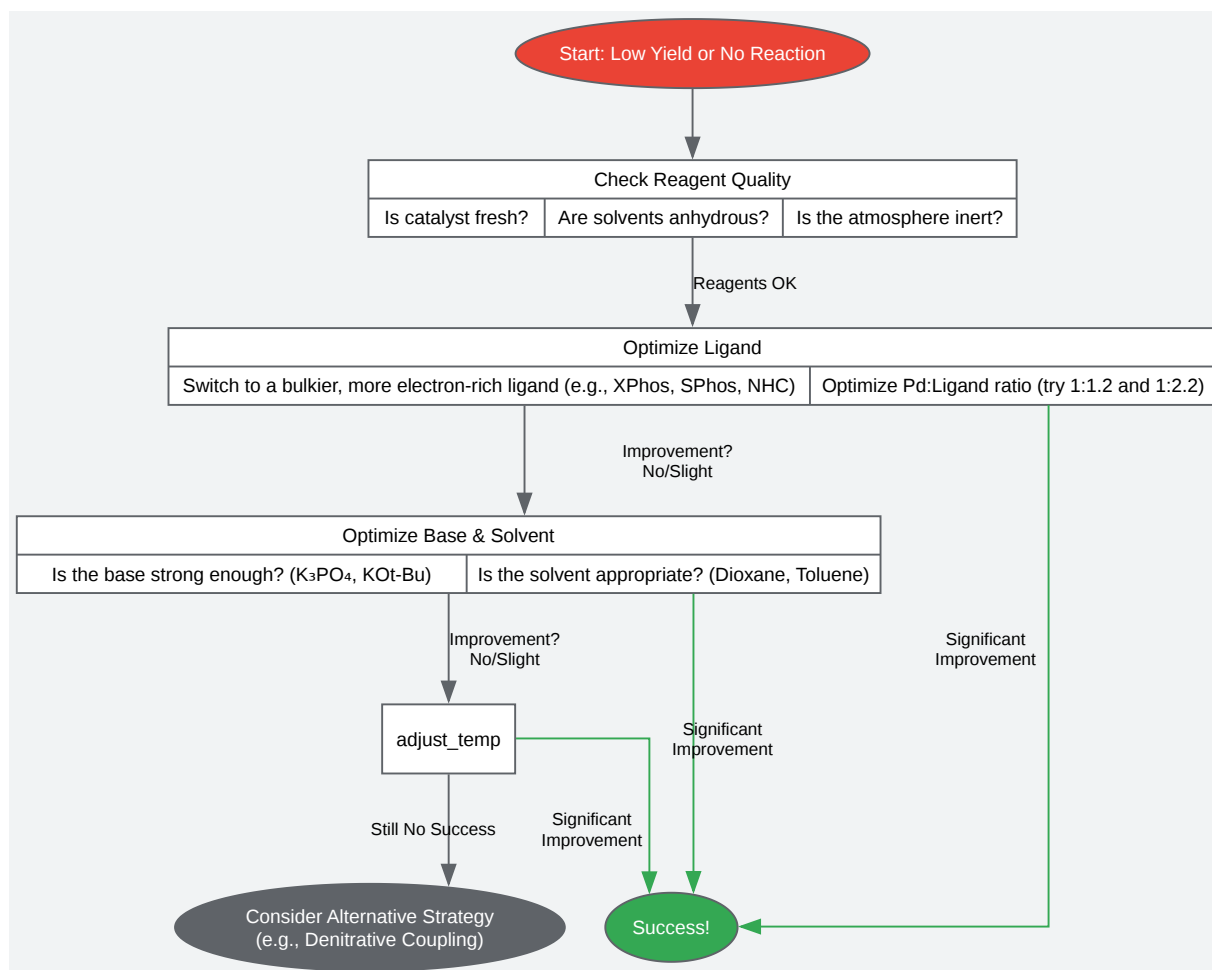 Start: Low Yield or No Reaction
Check Reagent Quality
Is catalyst fresh?
Are solvents anhydrous?
Is the atmosphere inert?
Reagents OK
Optimize Ligand
Switch to a bulkier, more electron-rich ligand (e.g., XPhos, SPhos, NHC)
Optimize Pd:Ligand ratio (try 1:1.2 and 1:2.2)
Improvement?
No/Slight
Optimize Base & Solvent
Is the base strong enough? (K₃PO₄, KOt-Bu)
Is the solvent appropriate? (Dioxane, Toluene)
Improvement?
No/Slight
Significant
Improvement
adjust_temp
Significant
Improvement
Still No Success
Significant
Improvement
Consider Alternative Strategy
(e.g., Denitrative Coupling)
Success!